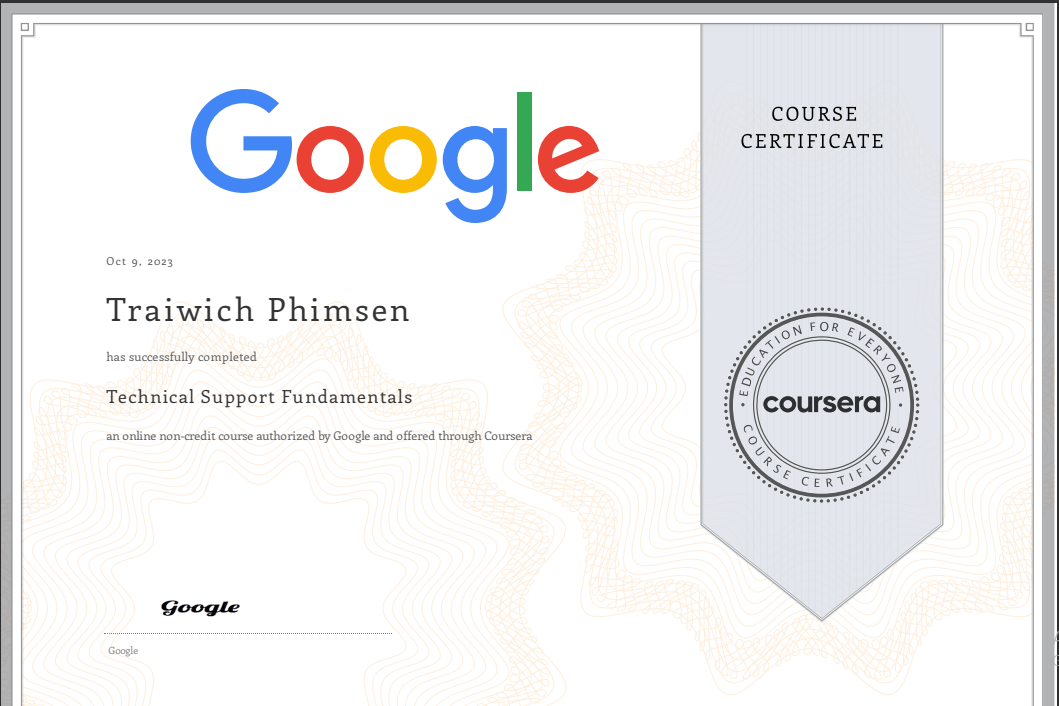 Google
COURSE
CERTIFICATE
Oct 9, 2023
Traiwich Phimsen
has successfully completed
Technical Support Fundamentals
an online non-credit course authorized by Google and offered through Coursera
EDUCATION FOR EVERYONE
coursera
COURSE CERTIFICATE
Google
Google